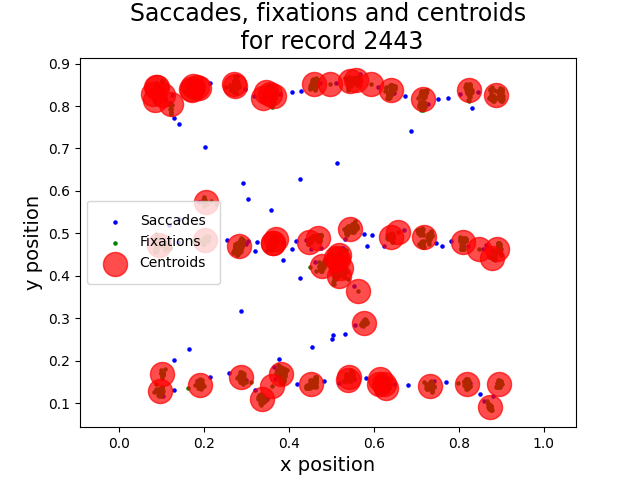 Saccades, fixations and centroids
for record 2443
y position
0.9
0.8
0.7
0.6
0.5
0.4
0.3
0.2
0.1
Saccades
Fixations
Centroids
0.0 0.2 0.4 0.6 0.8 1.0
x position